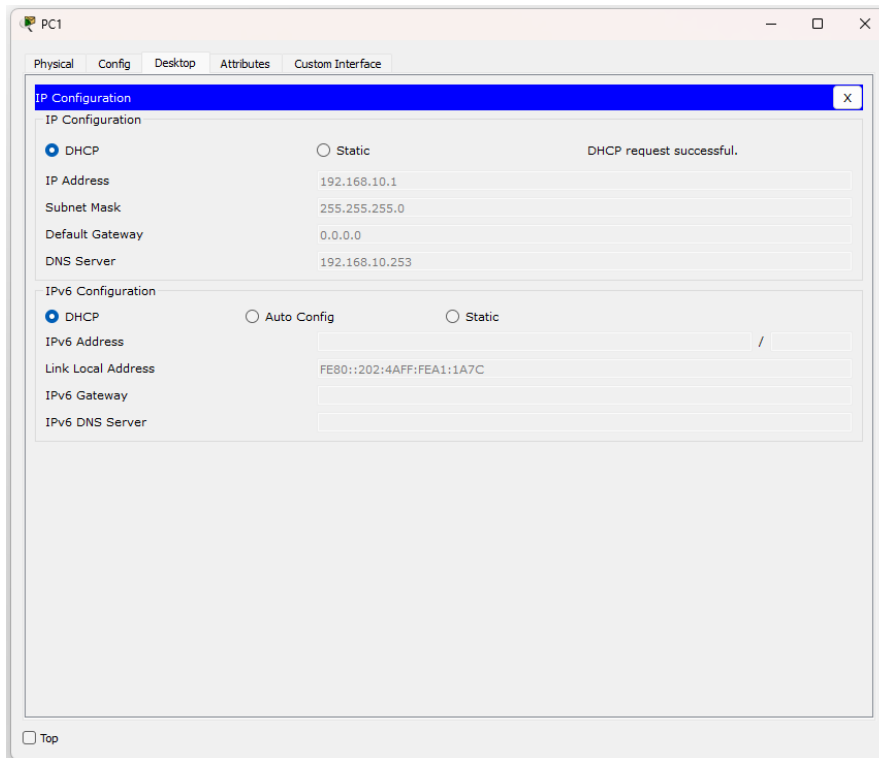 PC1
Physical Config Desktop Attributes Custom Interface
IP Configuration X
IP Configuration
DHCP Static DHCP request successful.
IP Address 192.168.10.1
Subnet Mask 255.255.255.0
Default Gateway 0.0.0.0
DNS Server 192.168.10.253
IPv6 Configuration
DHCP Auto Config Static
IPv6 Address /
Link Local Address FE80::202:4AFF:FEA1:1A7C
IPv6 Gateway
IPv6 DNS Server
Top